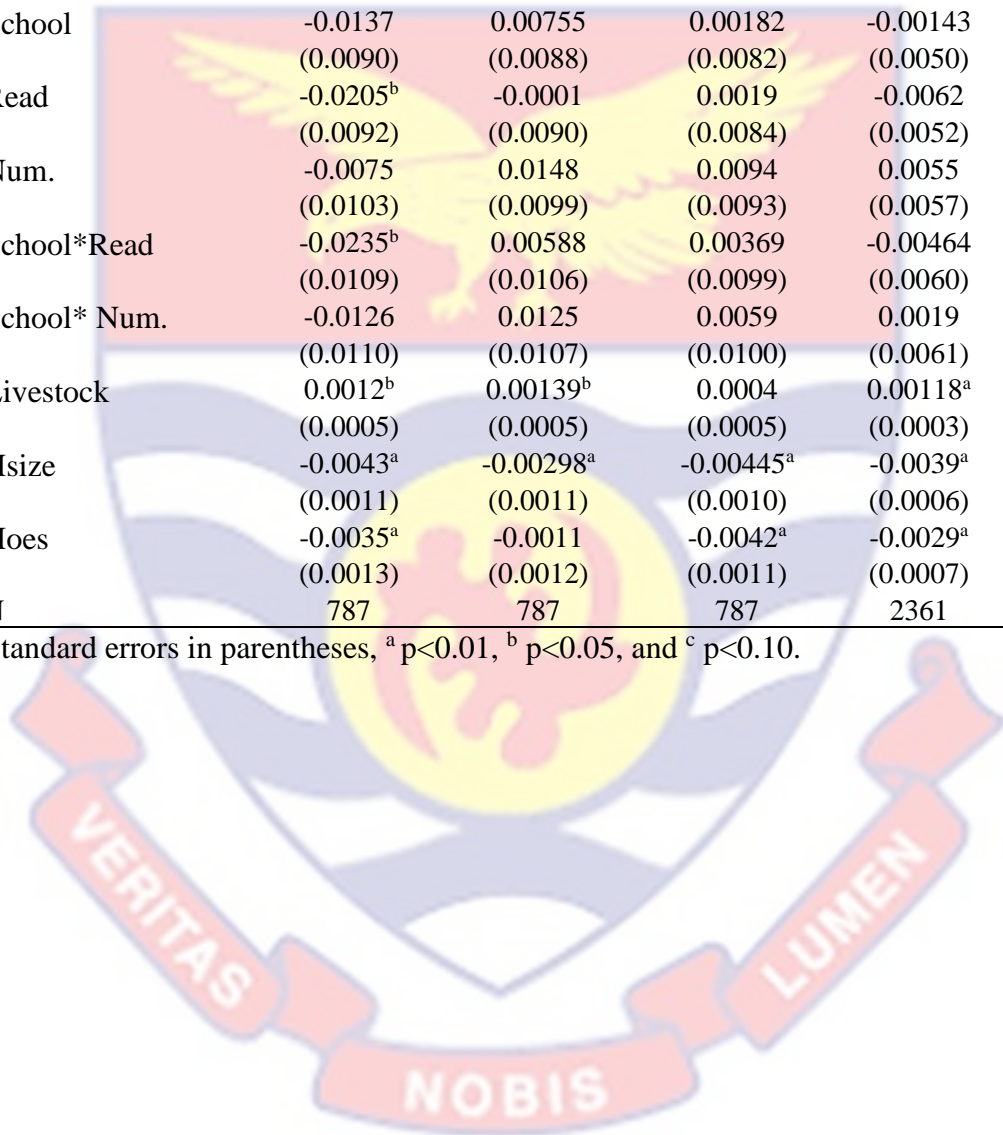 chool -0.0137 0.00755 0.00182 -0.00143
(0.0090) (0.0088) (0.0082) (0.0050)
Read -0.0205ᵇ -0.0001 0.0019 -0.0062
(0.0092) (0.0090) (0.0084) (0.0052)
Num. -0.0075 0.0148 0.0094 0.0055
(0.0103) (0.0099) (0.0093) (0.0057)
chool*Read -0.0235ᵇ 0.00588 0.00369 -0.00464
(0.0109) (0.0106) (0.0099) (0.0060)
chool* Num. -0.0126 0.0125 0.0059 0.0019
(0.0110) (0.0107) (0.0100) (0.0061)
Livestock 0.0012ᵇ 0.00139ᵇ 0.0004 0.00118ᵃ
(0.0005) (0.0005) (0.0005) (0.0003)
size -0.0043ᵃ -0.00298ᵃ -0.00445ᵃ -0.0039ᵃ
(0.0011) (0.0011) (0.0010) (0.0006)
oes -0.0035ᵃ -0.0011 -0.0042ᵃ -0.0029ᵃ
(0.0013) (0.0012) (0.0011) (0.0007)
N 787 787 787 2361
tandard errors in parentheses, ᵃ p<0.01, ᵇ p<0.05, and ᶜ p<0.10.
VERITAS
NOBIS
LUMEN